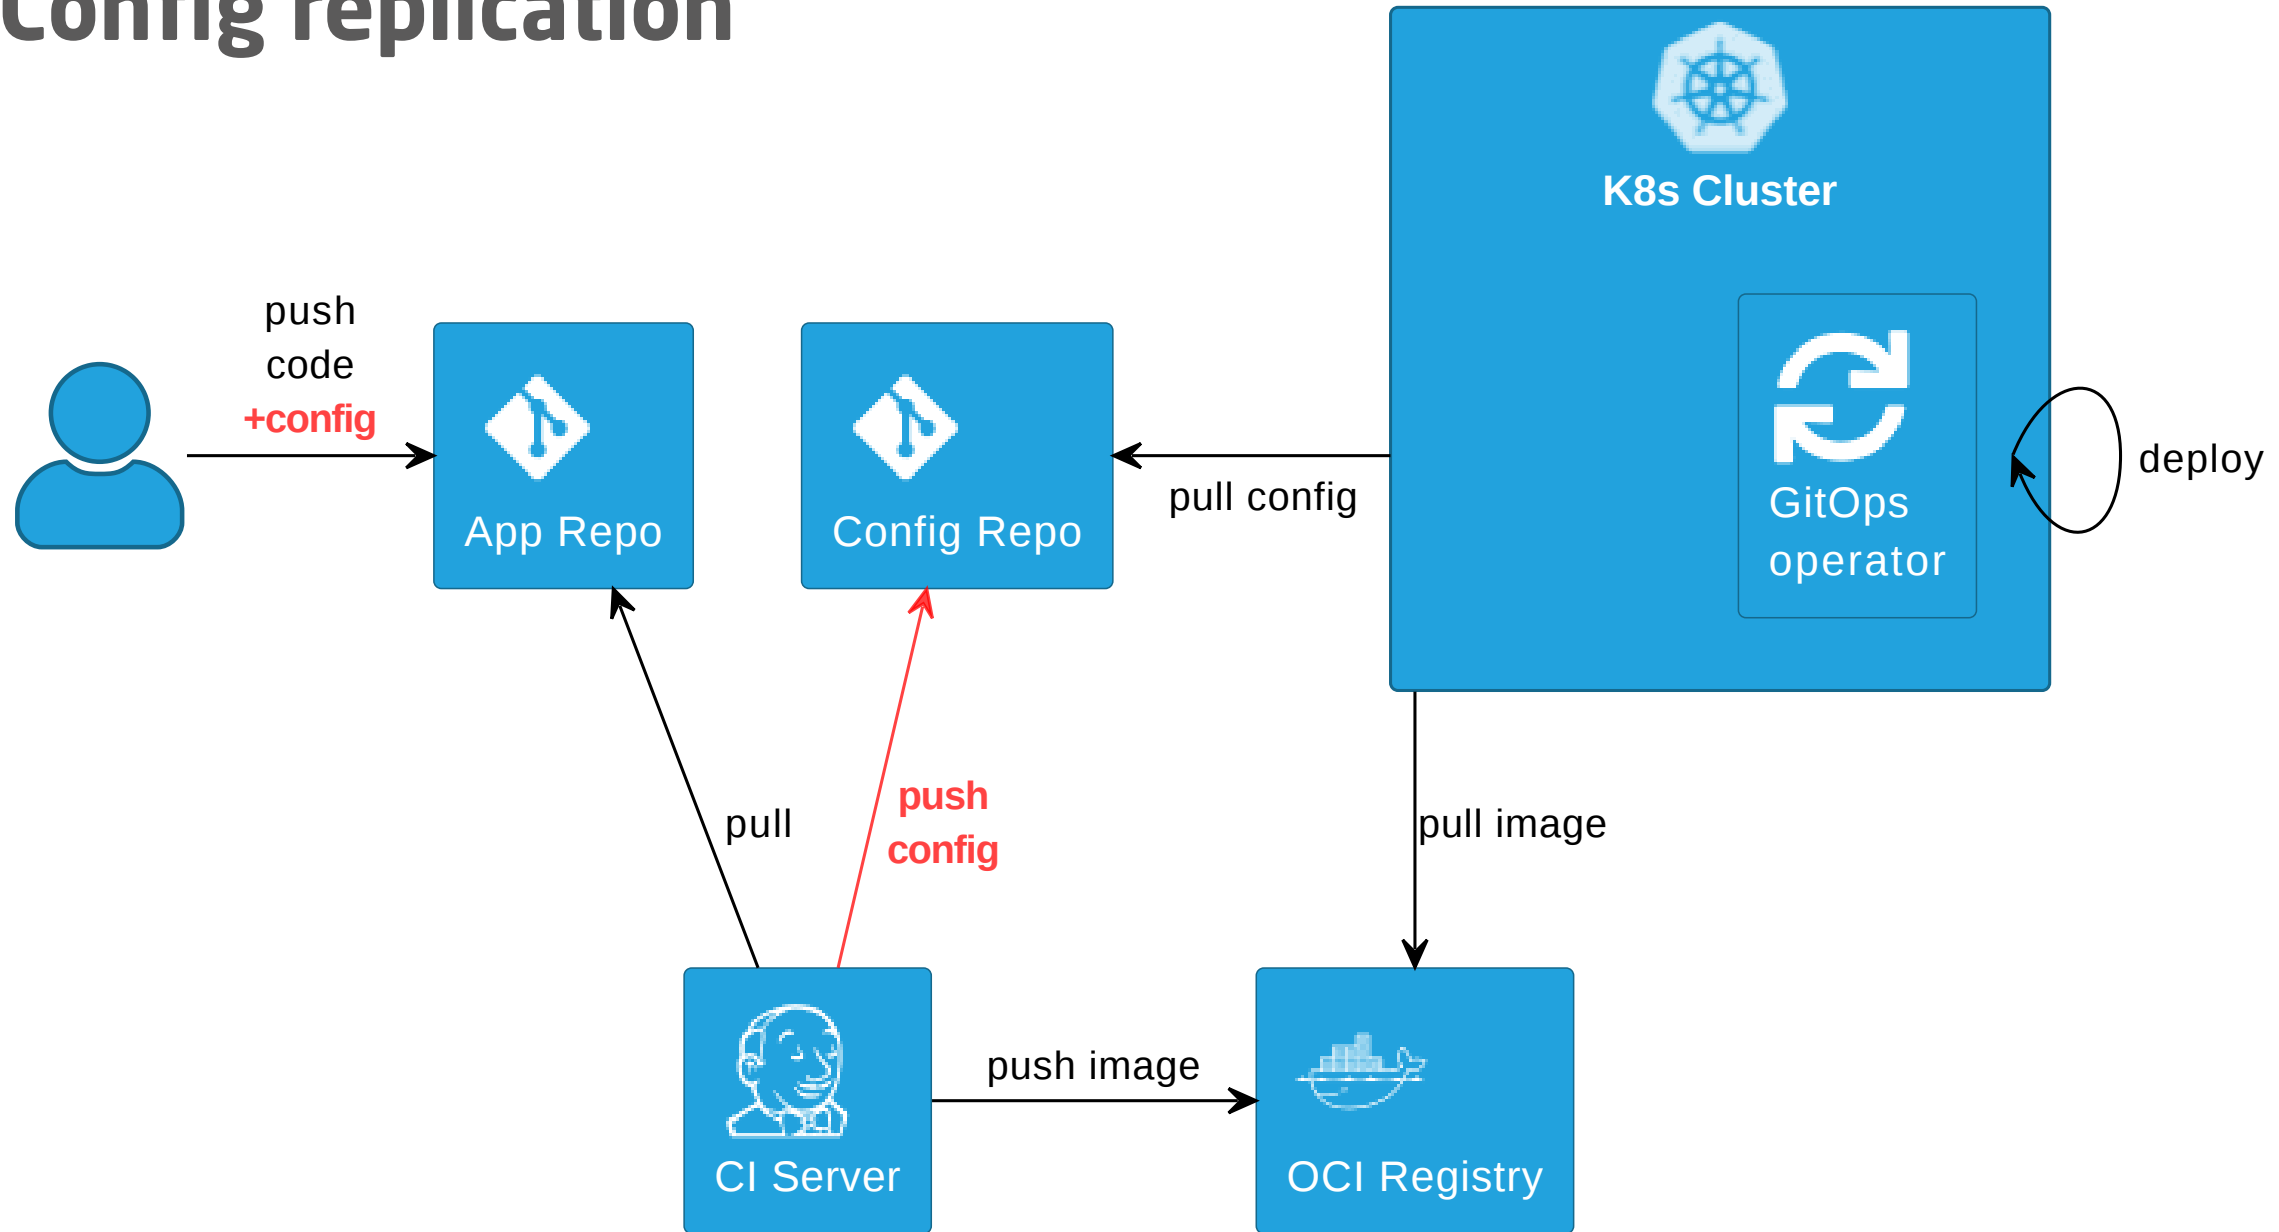 Config replication
K8s Cluster
push
code
+config
App Repo
Config Repo
pull config
GitOps
operator
deploy
pull
push
config
pull image
push image
CI Server
OCI Registry